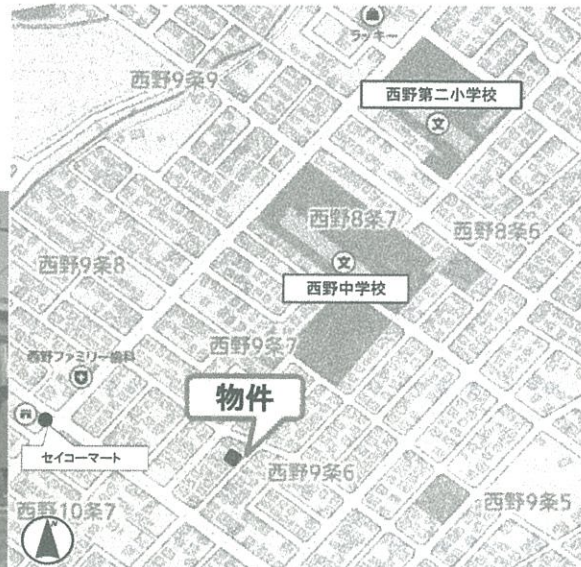 ラッキー
西野9条9
西野第二小学校
文
西野8条7
西野8条6
西野9条8
文
西野中学校
西野9条7
西野ファミリー歯科
物件
セイコーマート
西野9条6
西野9条5
西野10条7
N